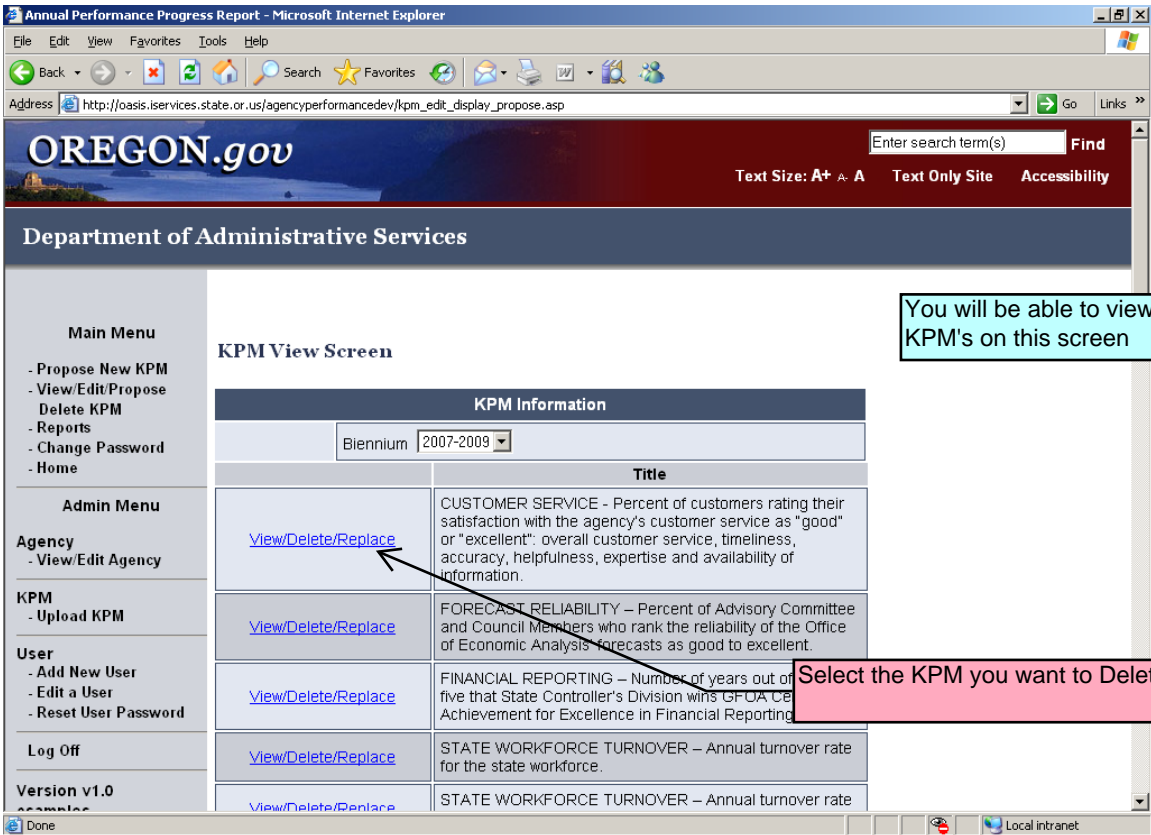 Annual Performance Progress Report - Microsoft Internet Explorer
File Edit View Favorites Tools Help
Back Search Favorites
Address http://oasis.iservices.state.or.us/agencyperformancedev/kpm_edit_display_propose.asp Go Links »
OREGON.gov
Enter search term(s) Find
Text Size: A+ A- A Text Only Site Accessibility
Department of Administrative Services
Main Menu
- Propose New KPM
- View/Edit/Propose
Delete KPM
- Reports
- Change Password
- Home
Admin Menu
Agency
- View/Edit Agency
KPM
- Upload KPM
User
- Add New User
- Edit a User
- Reset User Password
Log Off
Version v1.0
examples
KPM View Screen
You will be able to view
KPM's on this screen
KPM Information
Biennium 2007-2009
Title
View/Delete/Replace
CUSTOMER SERVICE - Percent of customers rating their
satisfaction with the agency's customer service as "good"
or "excellent": overall customer service, timeliness,
accuracy, helpfulness, expertise and availability of
information.
View/Delete/Replace
FORECAST RELIABILITY – Percent of Advisory Committee
and Council Members who rank the reliability of the Office
of Economic Analysis' forecasts as good to excellent.
View/Delete/Replace
FINANCIAL REPORTING – Number of years out of
five that State Controller's Division wins GFOA Ce
Achievement for Excellence in Financial Reporting
Select the KPM you want to Delet
View/Delete/Replace
STATE WORKFORCE TURNOVER – Annual turnover rate
for the state workforce.
View/Delete/Replace
STATE WORKFORCE TURNOVER – Annual turnover rate
Done
Local intranet